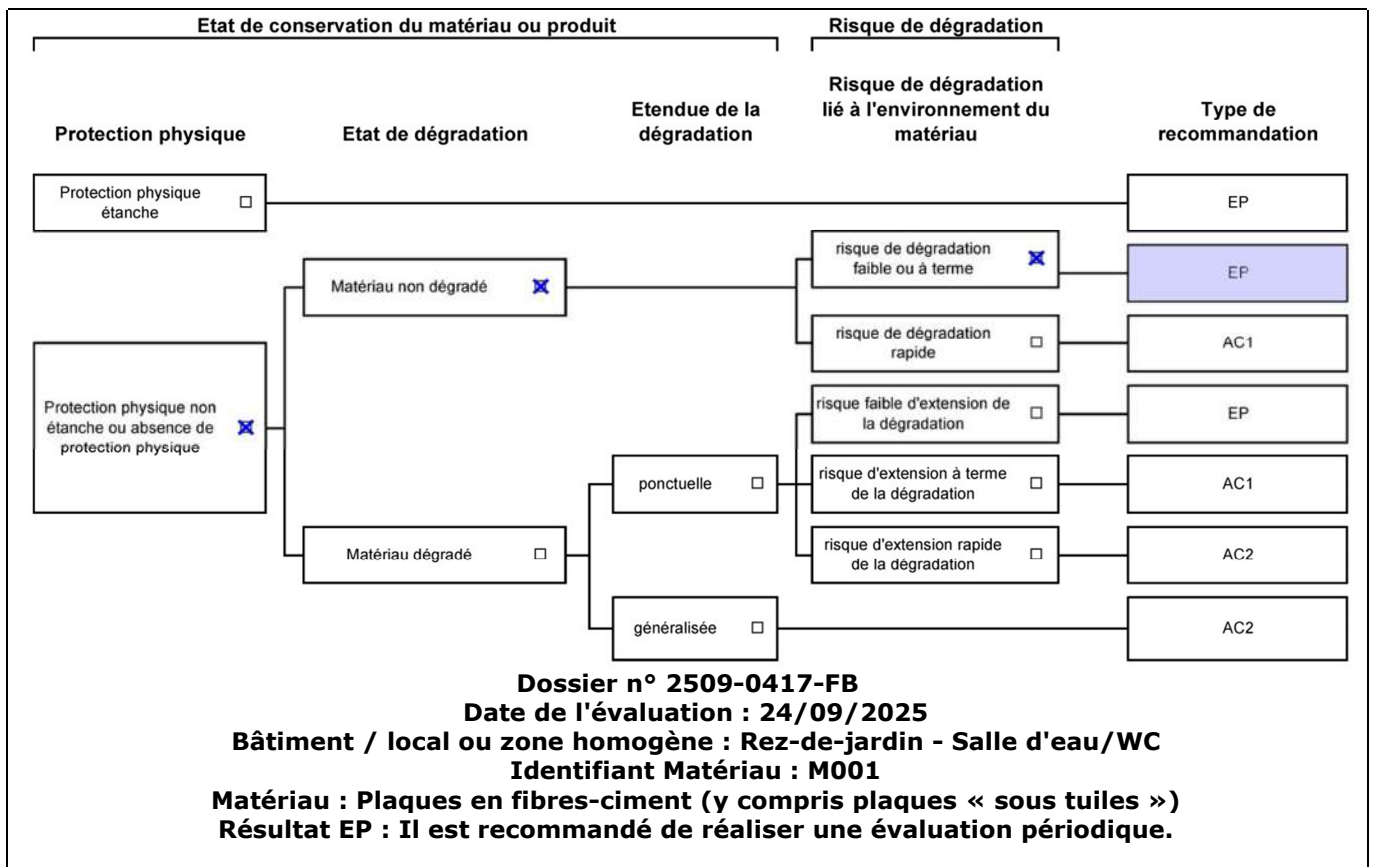 Etat de conservation du matériau ou produit
Risque de dégradation
Protection physique
Etat de dégradation
Etendue de la
dégradation
Risque de dégradation
lié à l'environnement du
matériau
Type de
recommandation
Protection physique
étanche
EP
Protection physique non
étanche ou absence de
protection physique
Matériau non dégradé
risque de dégradation
faible ou à terme
EP
risque de dégradation
rapide
AC1
Matériau dégradé
ponctuelle
risque faible d'extension de
la dégradation
EP
risque d'extension à terme
de la dégradation
AC1
risque d'extension rapide
de la dégradation
AC2
généralisée
AC2
Dossier n° 2509-0417-FB
Date de l'évaluation : 24/09/2025
Bâtiment / local ou zone homogène : Rez-de-jardin - Salle d'eau/WC
Identifiant Matériau : M001
Matériau : Plaques en fibres-ciment (y compris plaques « sous tuiles »)
Résultat EP : Il est recommandé de réaliser une évaluation périodique.